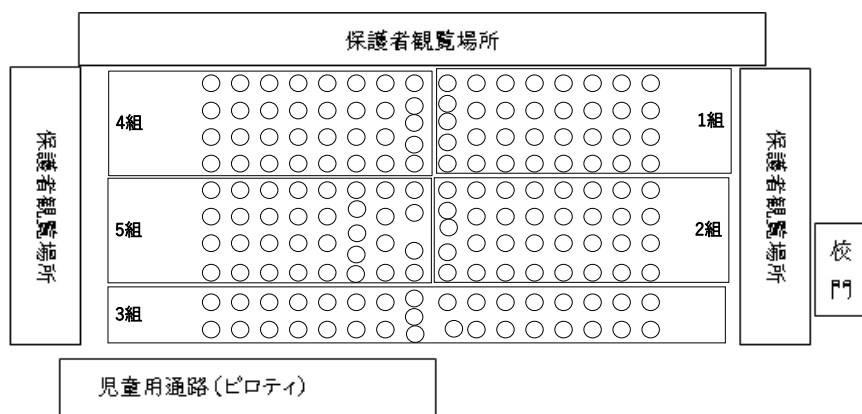 保護者観覧場所
保護者観覧場所
4組
1組
保護者観覧場所
5組
2組
校門
3組
児童用通路(ピロティ)